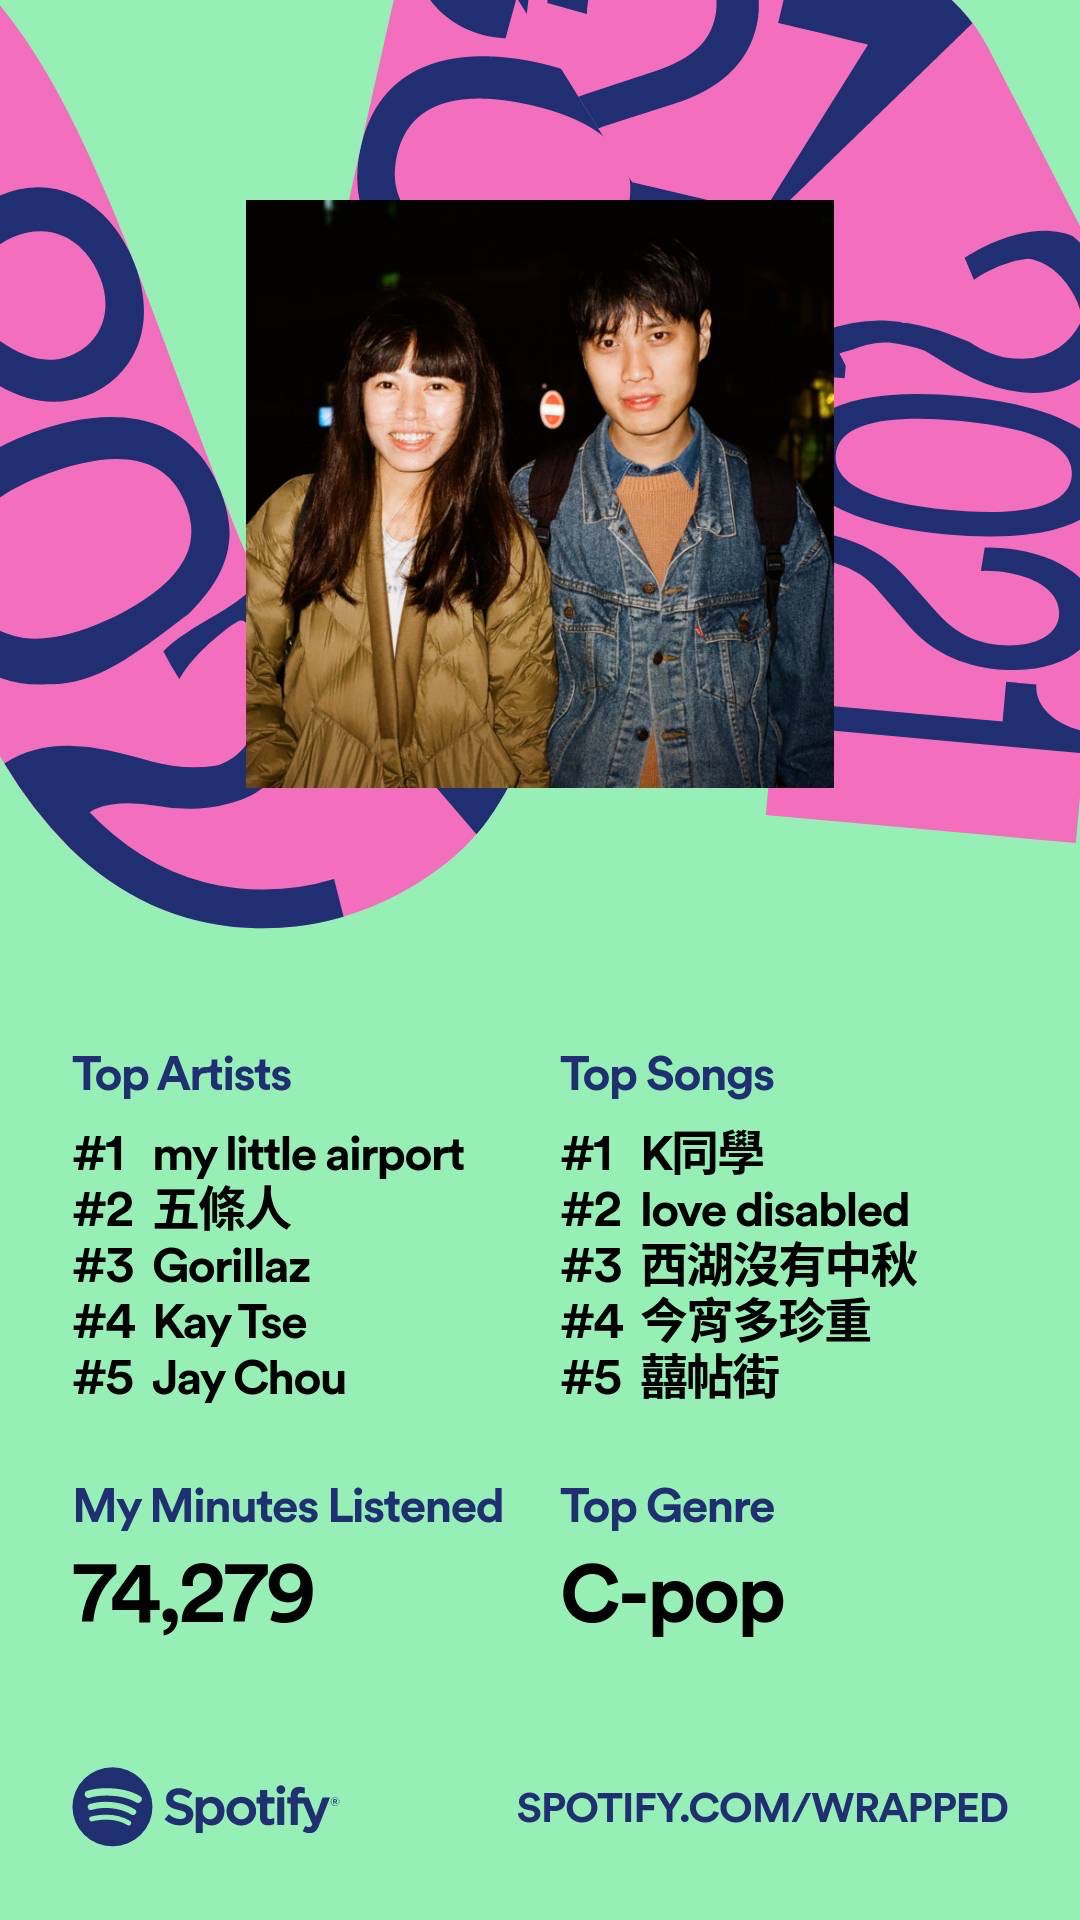 2021
2021
Top Artists
#1 my little airport
#2 五條人
#3 Gorillaz
#4 Kay Tse
#5 Jay Chou
Top Songs
#1 K同學
#2 love disabled
#3 西湖沒有中秋
#4 今宵多珍重
#5 囍帖街
My Minutes Listened
74,279
Top Genre
C-pop
Spotify®
SPOTIFY.COM/WRAPPED